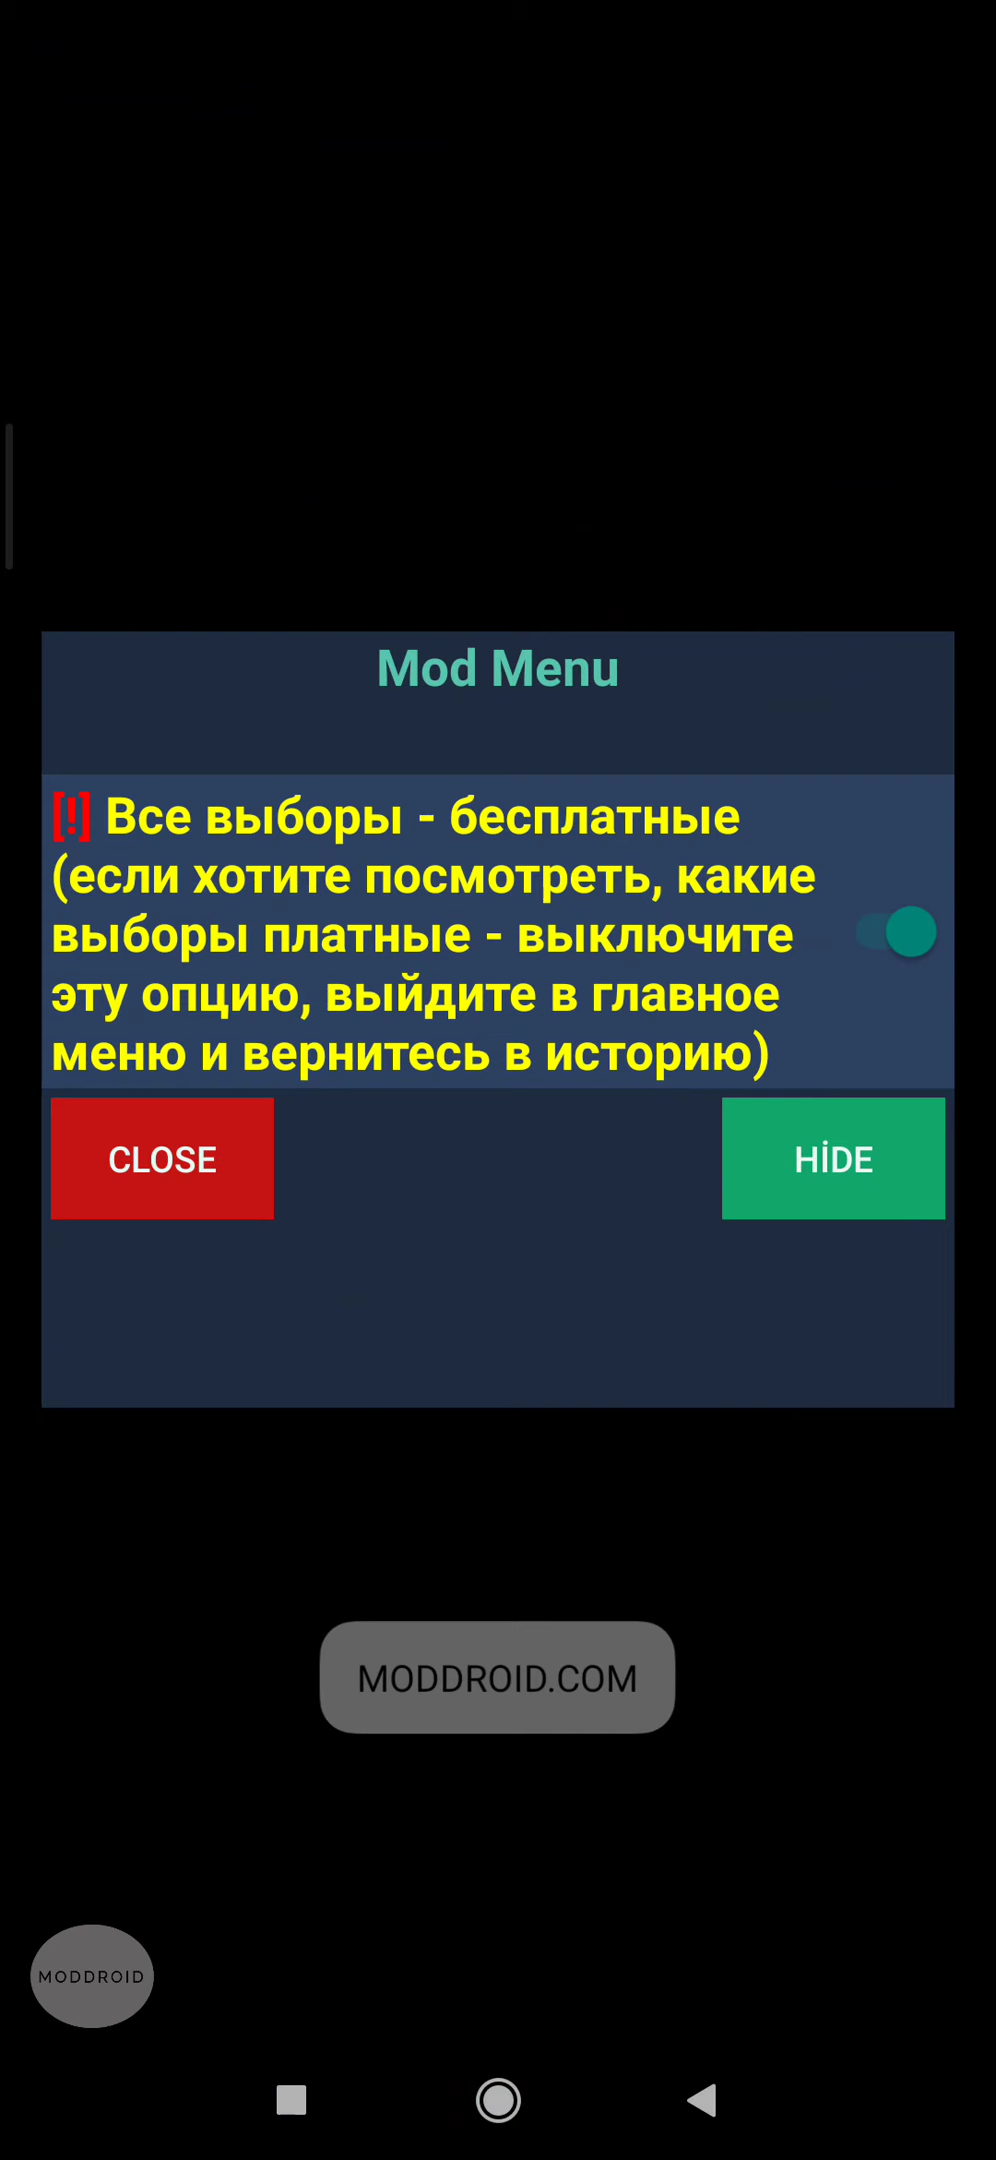 Mod Menu
[!] Все выборы - бесплатные
(если хотите посмотреть, какие
выборы платные - выключите
эту опцию, выйдите в главное
меню и вернитесь в историю)
CLOSE
HİDE
MODDROID.COM
MODDROID